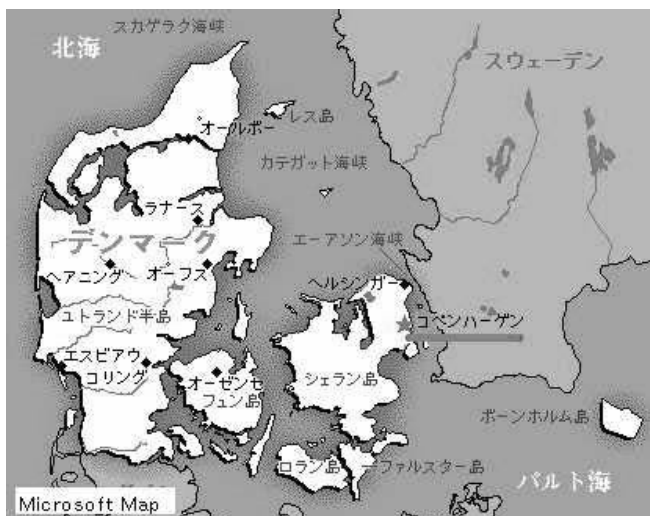 スカゲラク海峡
北海
スウェーデン
オールボー
レス島
カテガット海峡
ラナース
デンマーク
エーアソン海峡
ヘアニング
オーフス
ヘルシンガー
ユトランド半島
コペンハーゲン
エスビアウ
コリング
オーゼンセ
フュン島
シェラン島
ボーンホルム島
ロラン島
ファルスター島
バルト海
Microsoft Map